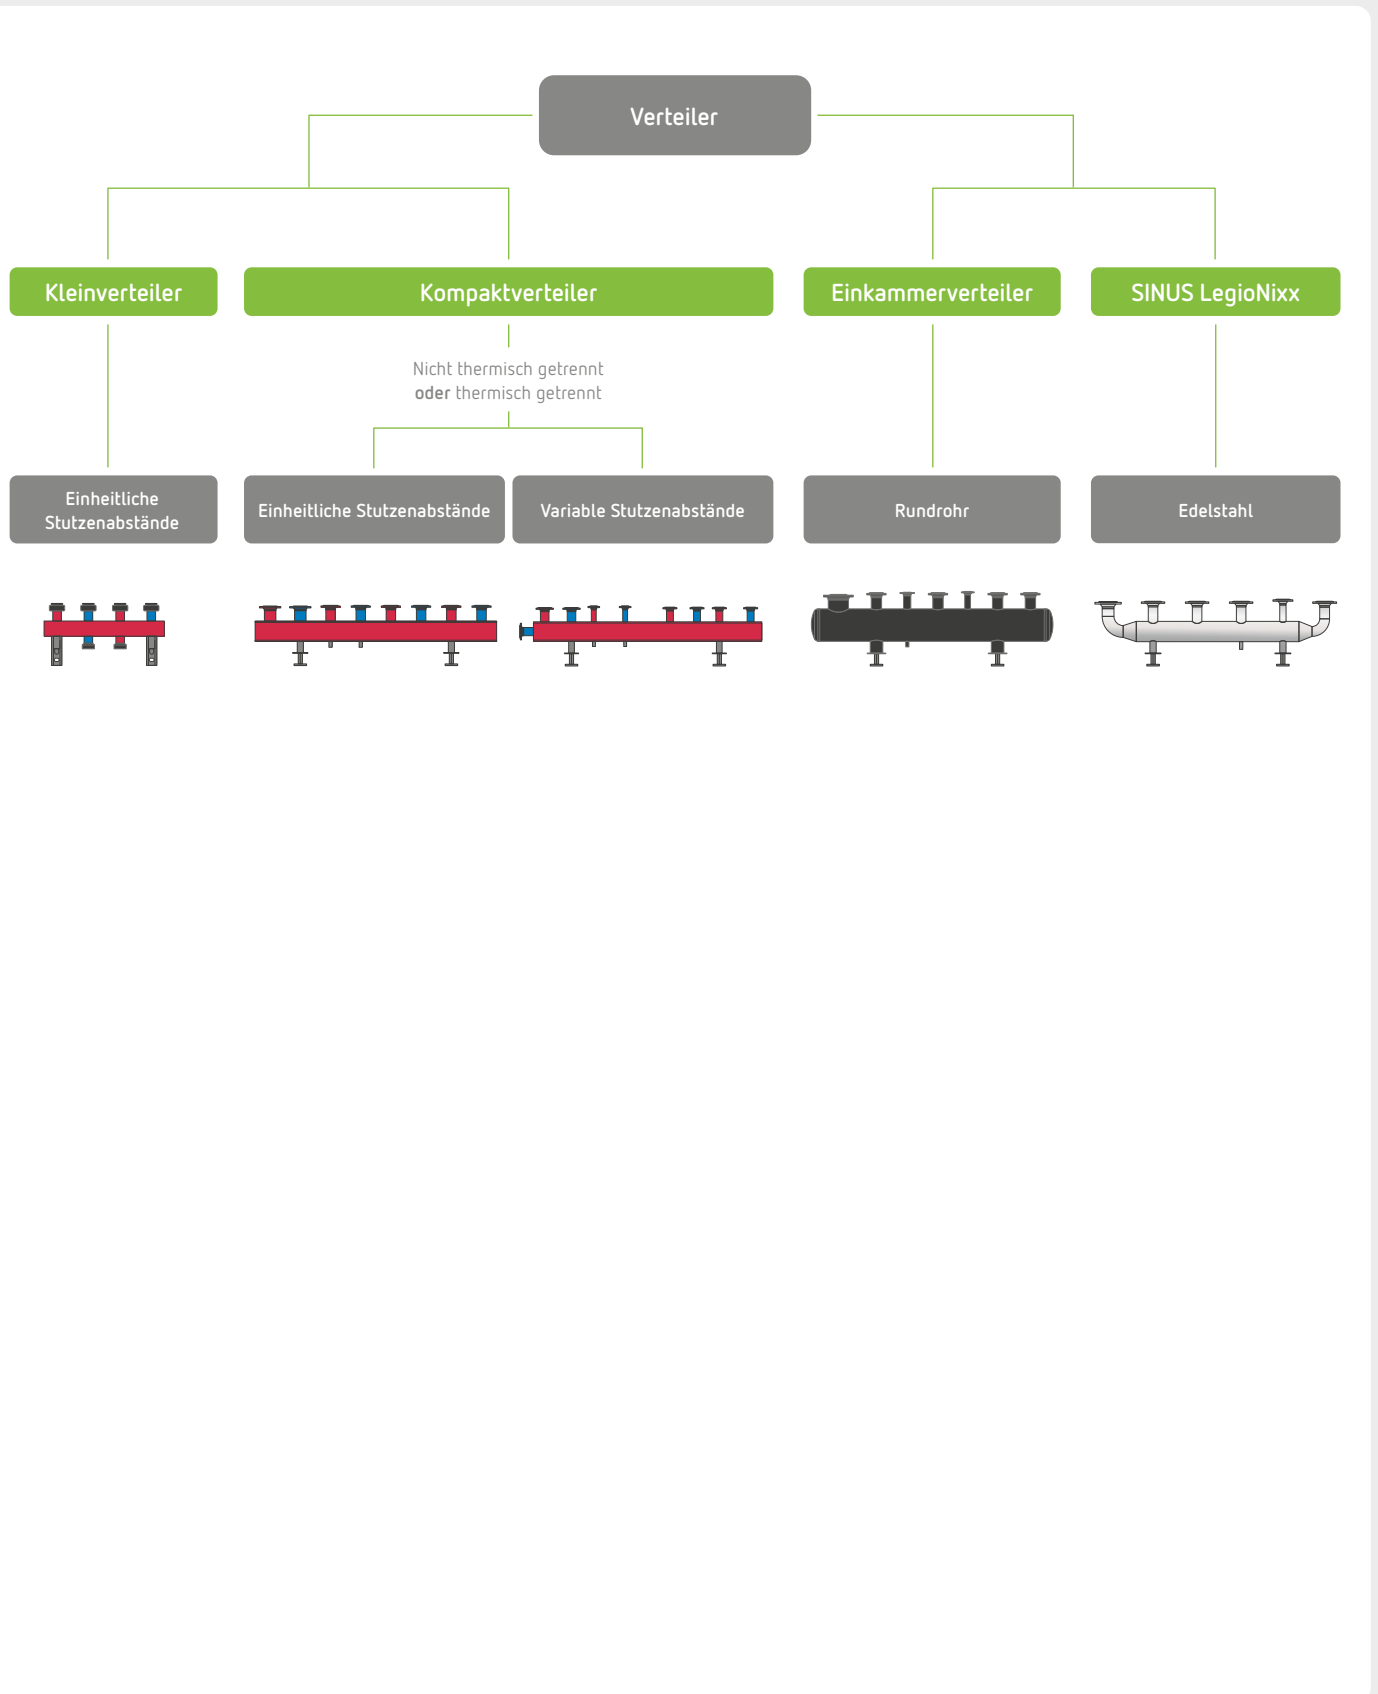 Verteiler
Kleinverteiler
Kompaktverteiler
Einkammerverteiler
SINUS LegioNixx
Nicht thermisch getrennt
oder thermisch getrennt
Einheitliche
Stutzenabstände
Einheitliche Stutzenabstände
Variable Stutzenabstände
Rundrohr
Edelstahl